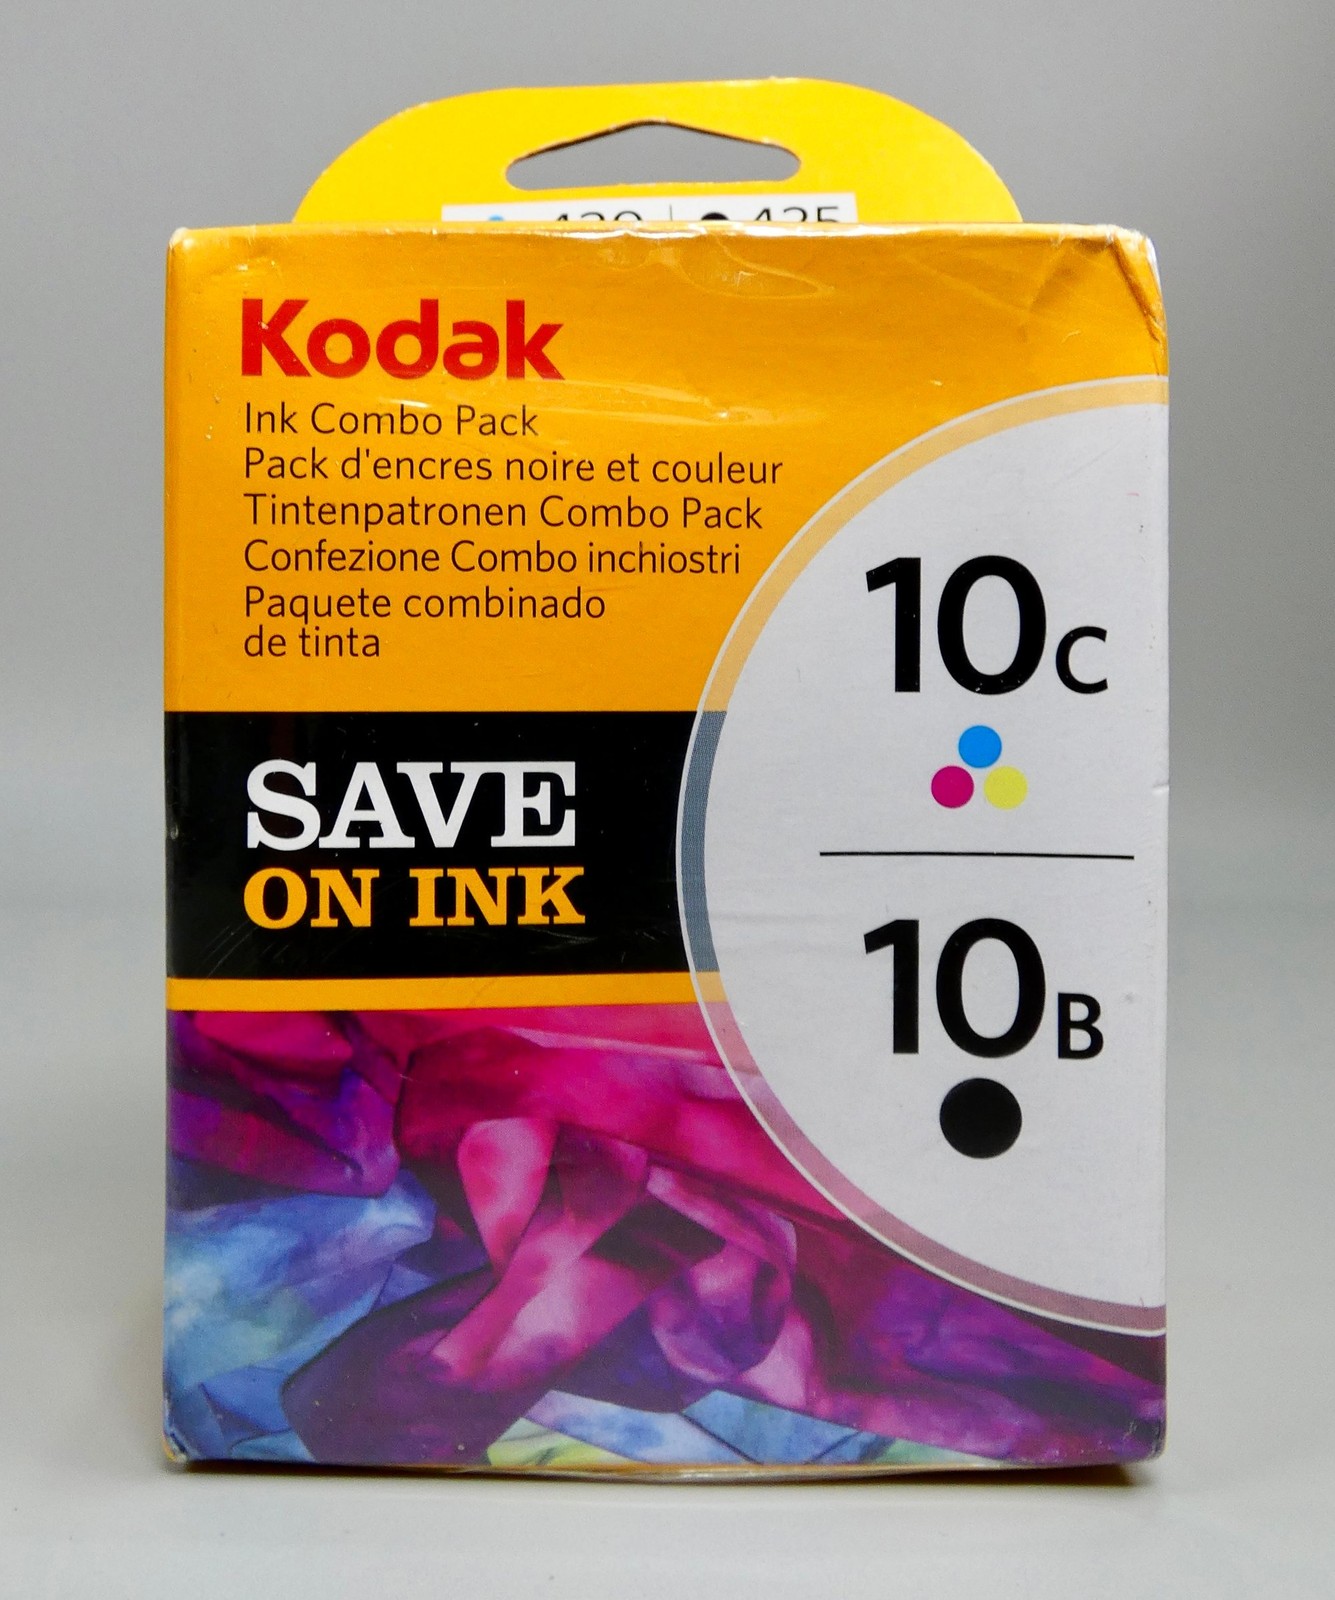 Kodak
Ink Combo Pack
Pack d'encres noire et couleur
Tintenpatronen Combo Pack
Confezione Combo inchiostri
Paquete combinado
de tinta
SAVE
ON INK
10C
10B